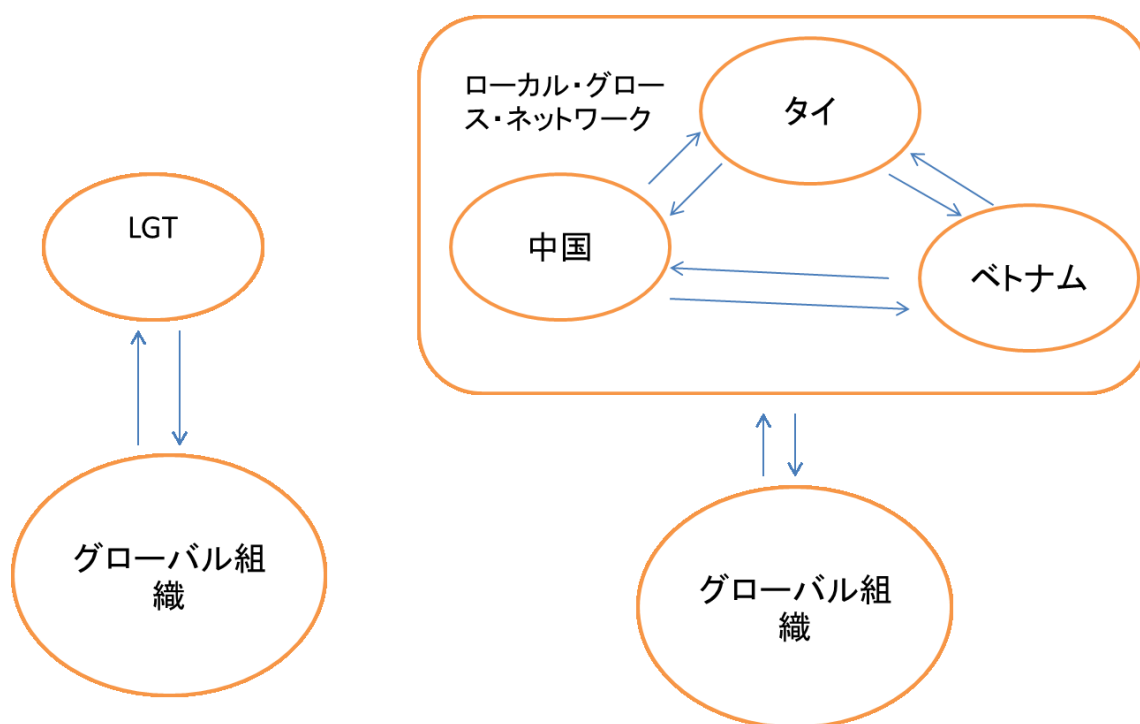 LGT
グローバル組
織
ローカル・グロー
ス・ネットワーク
タイ
中国
ベトナム
グローバル組
織